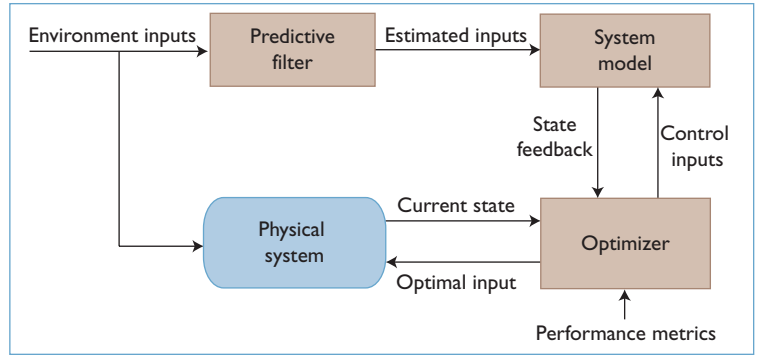 Environment inputs
Predictive
filter
Estimated inputs
System
model
State
feedback
Control
inputs
Physical
system
Current state
Optimal input
Optimizer
Performance metrics